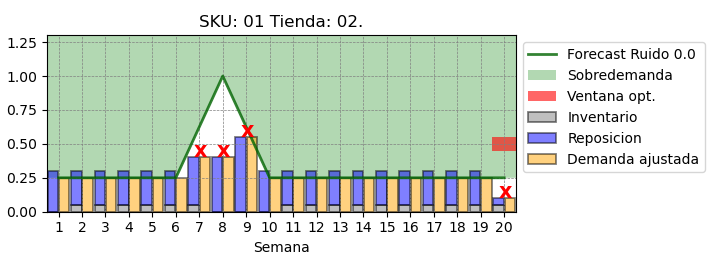 SKU: 01 Tienda: 02.
1.25
1.00
0.75
0.50
0.25
0.00
X X X X
1 2 3 4 5 6 7 8 9 10 11 12 13 14 15 16 17 18 19 20
Semana
Forecast Ruido 0.0
Sobredemanda
Ventana opt.
Inventario
Reposicion
Demanda ajustada